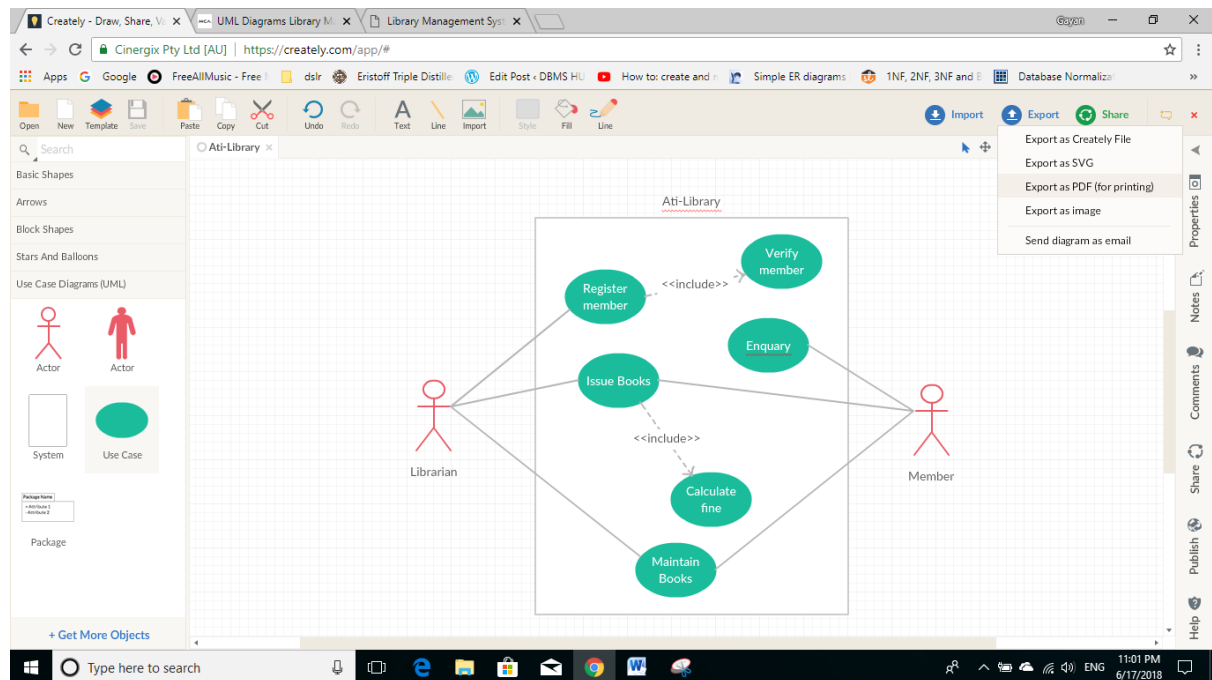 Creately - Draw, Share, Va
UML Diagrams Library M
Library Management Syst
Gayan
Cinergix Pty Ltd [AU] | https://creately.com/app/#
Apps
Google
FreeAllMusic - Free
dslr
Eristoff Triple Distille
Edit Post ‹ DBMS HU
How to: create and
Simple ER diagrams
1NF, 2NF, 3NF and
Database Normaliza
»
Open
New
Template
Save
Paste
Copy
Cut
Undo
Redo
Text
Line
Import
Style
Fill
Line
Import
Export
Share
Export as Creately File
Export as SVG
Export as PDF (for printing)
Export as image
Send diagram as email
Search
Ati-Library
Basic Shapes
Arrows
Block Shapes
Stars And Balloons
Use Case Diagrams (UML)
Actor
Actor
System
Use Case
Package Name
+ Attribute 1
- Attribute 2
Package
+ Get More Objects
Ati-Library
Verify
member
<<include>>
Register
member
Enquary
Issue Books
<<include>>
Librarian
Member
Calculate
fine
Maintain
Books
Properties
Notes
Comments
Share
Publish
Help
Type here to search
ENG
11:01 PM
6/17/2018